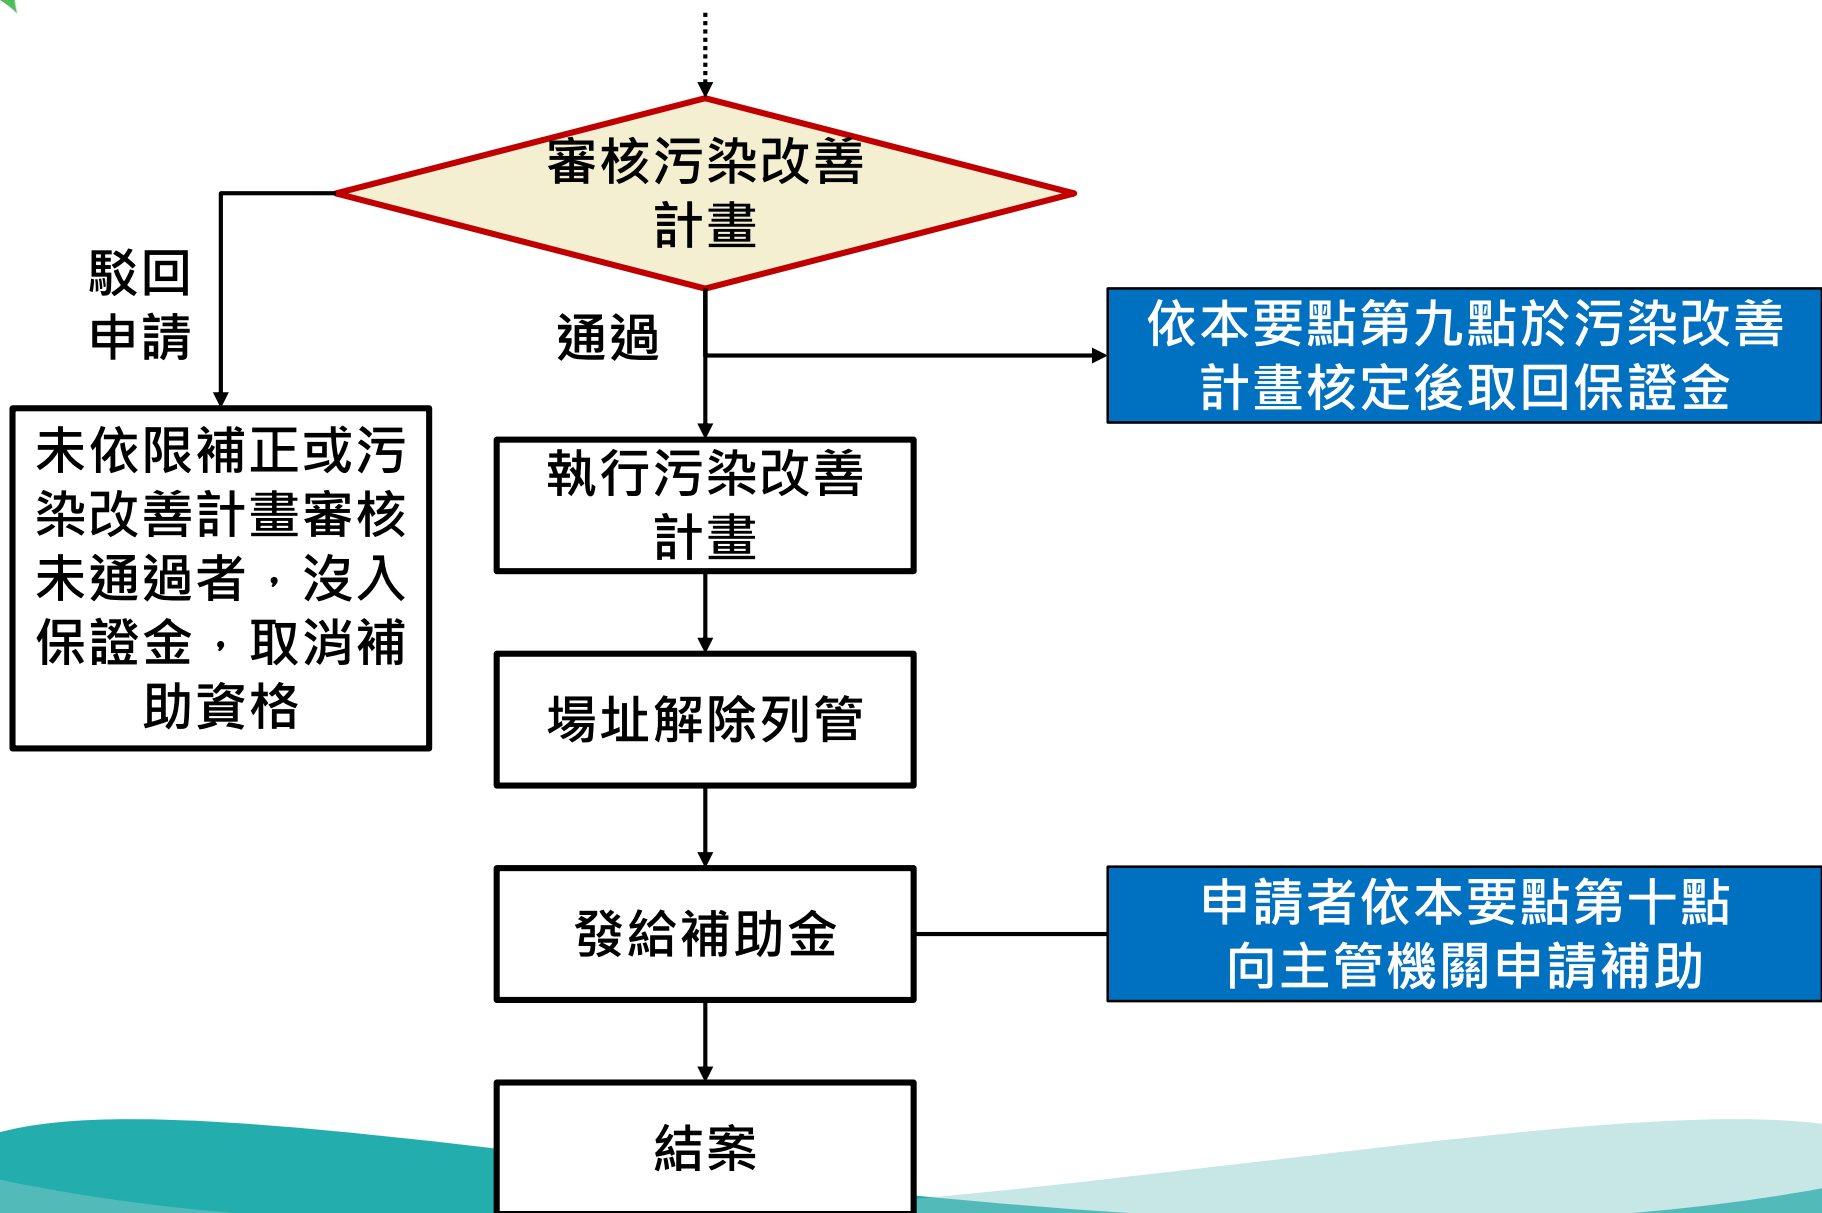 審核污染改善
計畫
駁回
申請
通過
依本要點第九點於污染改善
計畫核定後取回保證金
未依限補正或污
染改善計畫審核
未通過者，沒入
保證金，取消補
助資格
執行污染改善
計畫
場址解除列管
發給補助金
申請者依本要點第十點
向主管機關申請補助
結案